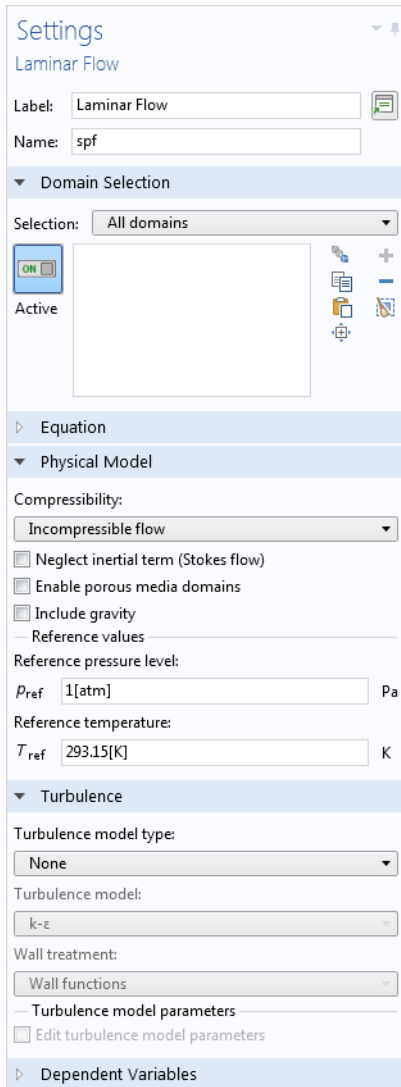 Settings
Laminar Flow
Label: Laminar Flow
Name: spf
Domain Selection
Selection: All domains
ON
Active
Equation
Physical Model
Compressibility:
Incompressible flow
Neglect inertial term (Stokes flow)
Enable porous media domains
Include gravity
Reference values
Reference pressure level:
pref 1[atm] Pa
Reference temperature:
Tref 293.15[K] K
Turbulence
Turbulence model type:
None
Turbulence model:
k-ε
Wall treatment:
Wall functions
Turbulence model parameters
Edit turbulence model parameters
Dependent Variables